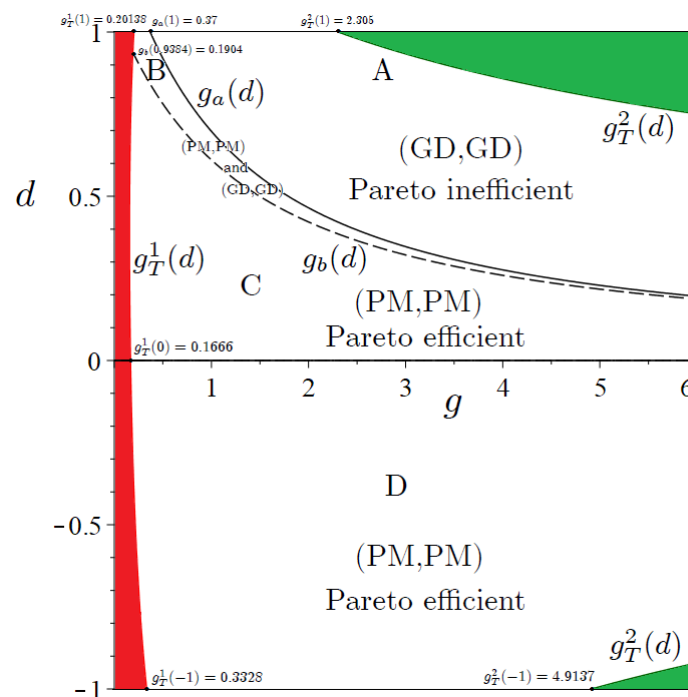 g_T^1(1) = 0.20138
g_a(1) = 0.37
g_T^2(1) = 2.305
1
g_b(0.9384) = 0.1904
B
A
g_a(d)
g_T^2(d)
(PM,PM)
and
(GD,GD)
(GD,GD)
Pareto inefficient
d
0.5
g_T^1(d)
g_b(d)
C
(PM,PM)
Pareto efficient
g_T^1(0) = 0.1666
0
1
2
3
4
5
6
g
D
−0.5
(PM,PM)
Pareto efficient
g_T^2(d)
g_T^1(−1) = 0.3328
g_T^2(−1) = 4.9137
−1